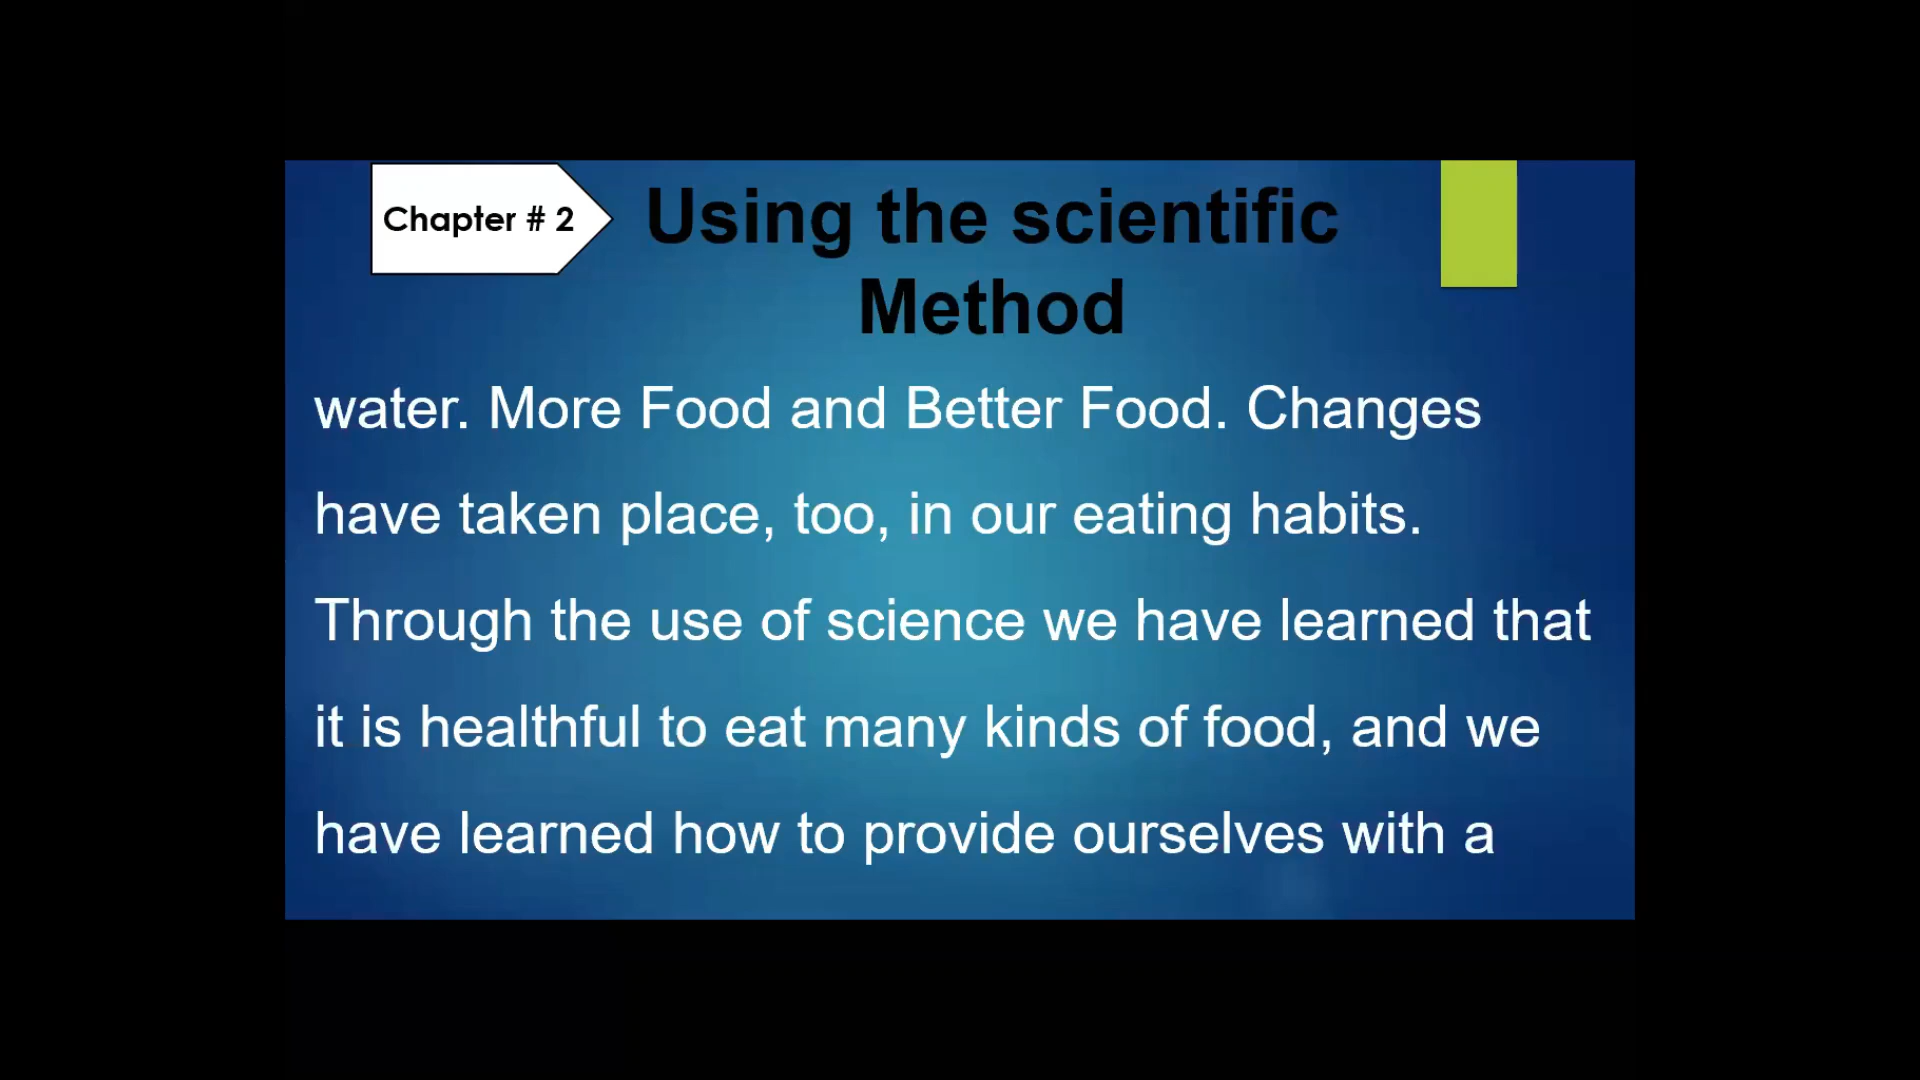 Chapter # 2
Using the scientific
Method
water. More Food and Better Food. Changes
have taken place, too, in our eating habits.
Through the use of science we have learned that
it is healthful to eat many kinds of food, and we
have learned how to provide ourselves with a